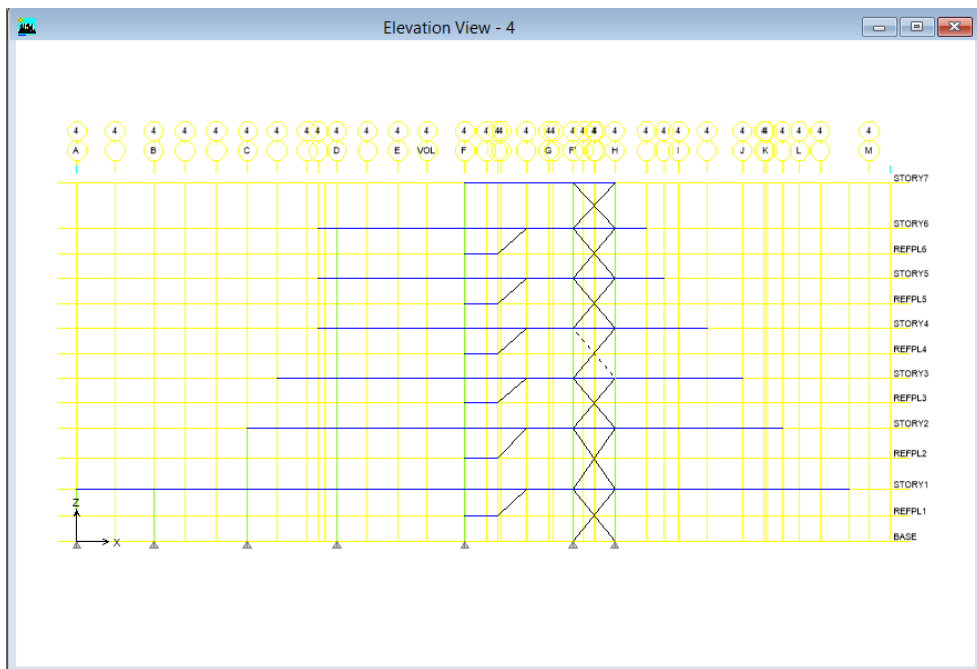 Elevation View - 4
4 4 4 4 4 4 4 4 4 4 4 4 4 4 4 4 4 4 4 4 4 4 4 4 4 4 4 4 4 4 4 4 4
A B C D E VOL F G F' H I J K L M
STORY7
STORY6
REFPL6
STORY5
REFPL5
STORY4
REFPL4
STORY3
REFPL3
STORY2
REFPL2
STORY1
Z
REFPL1
X
BASE